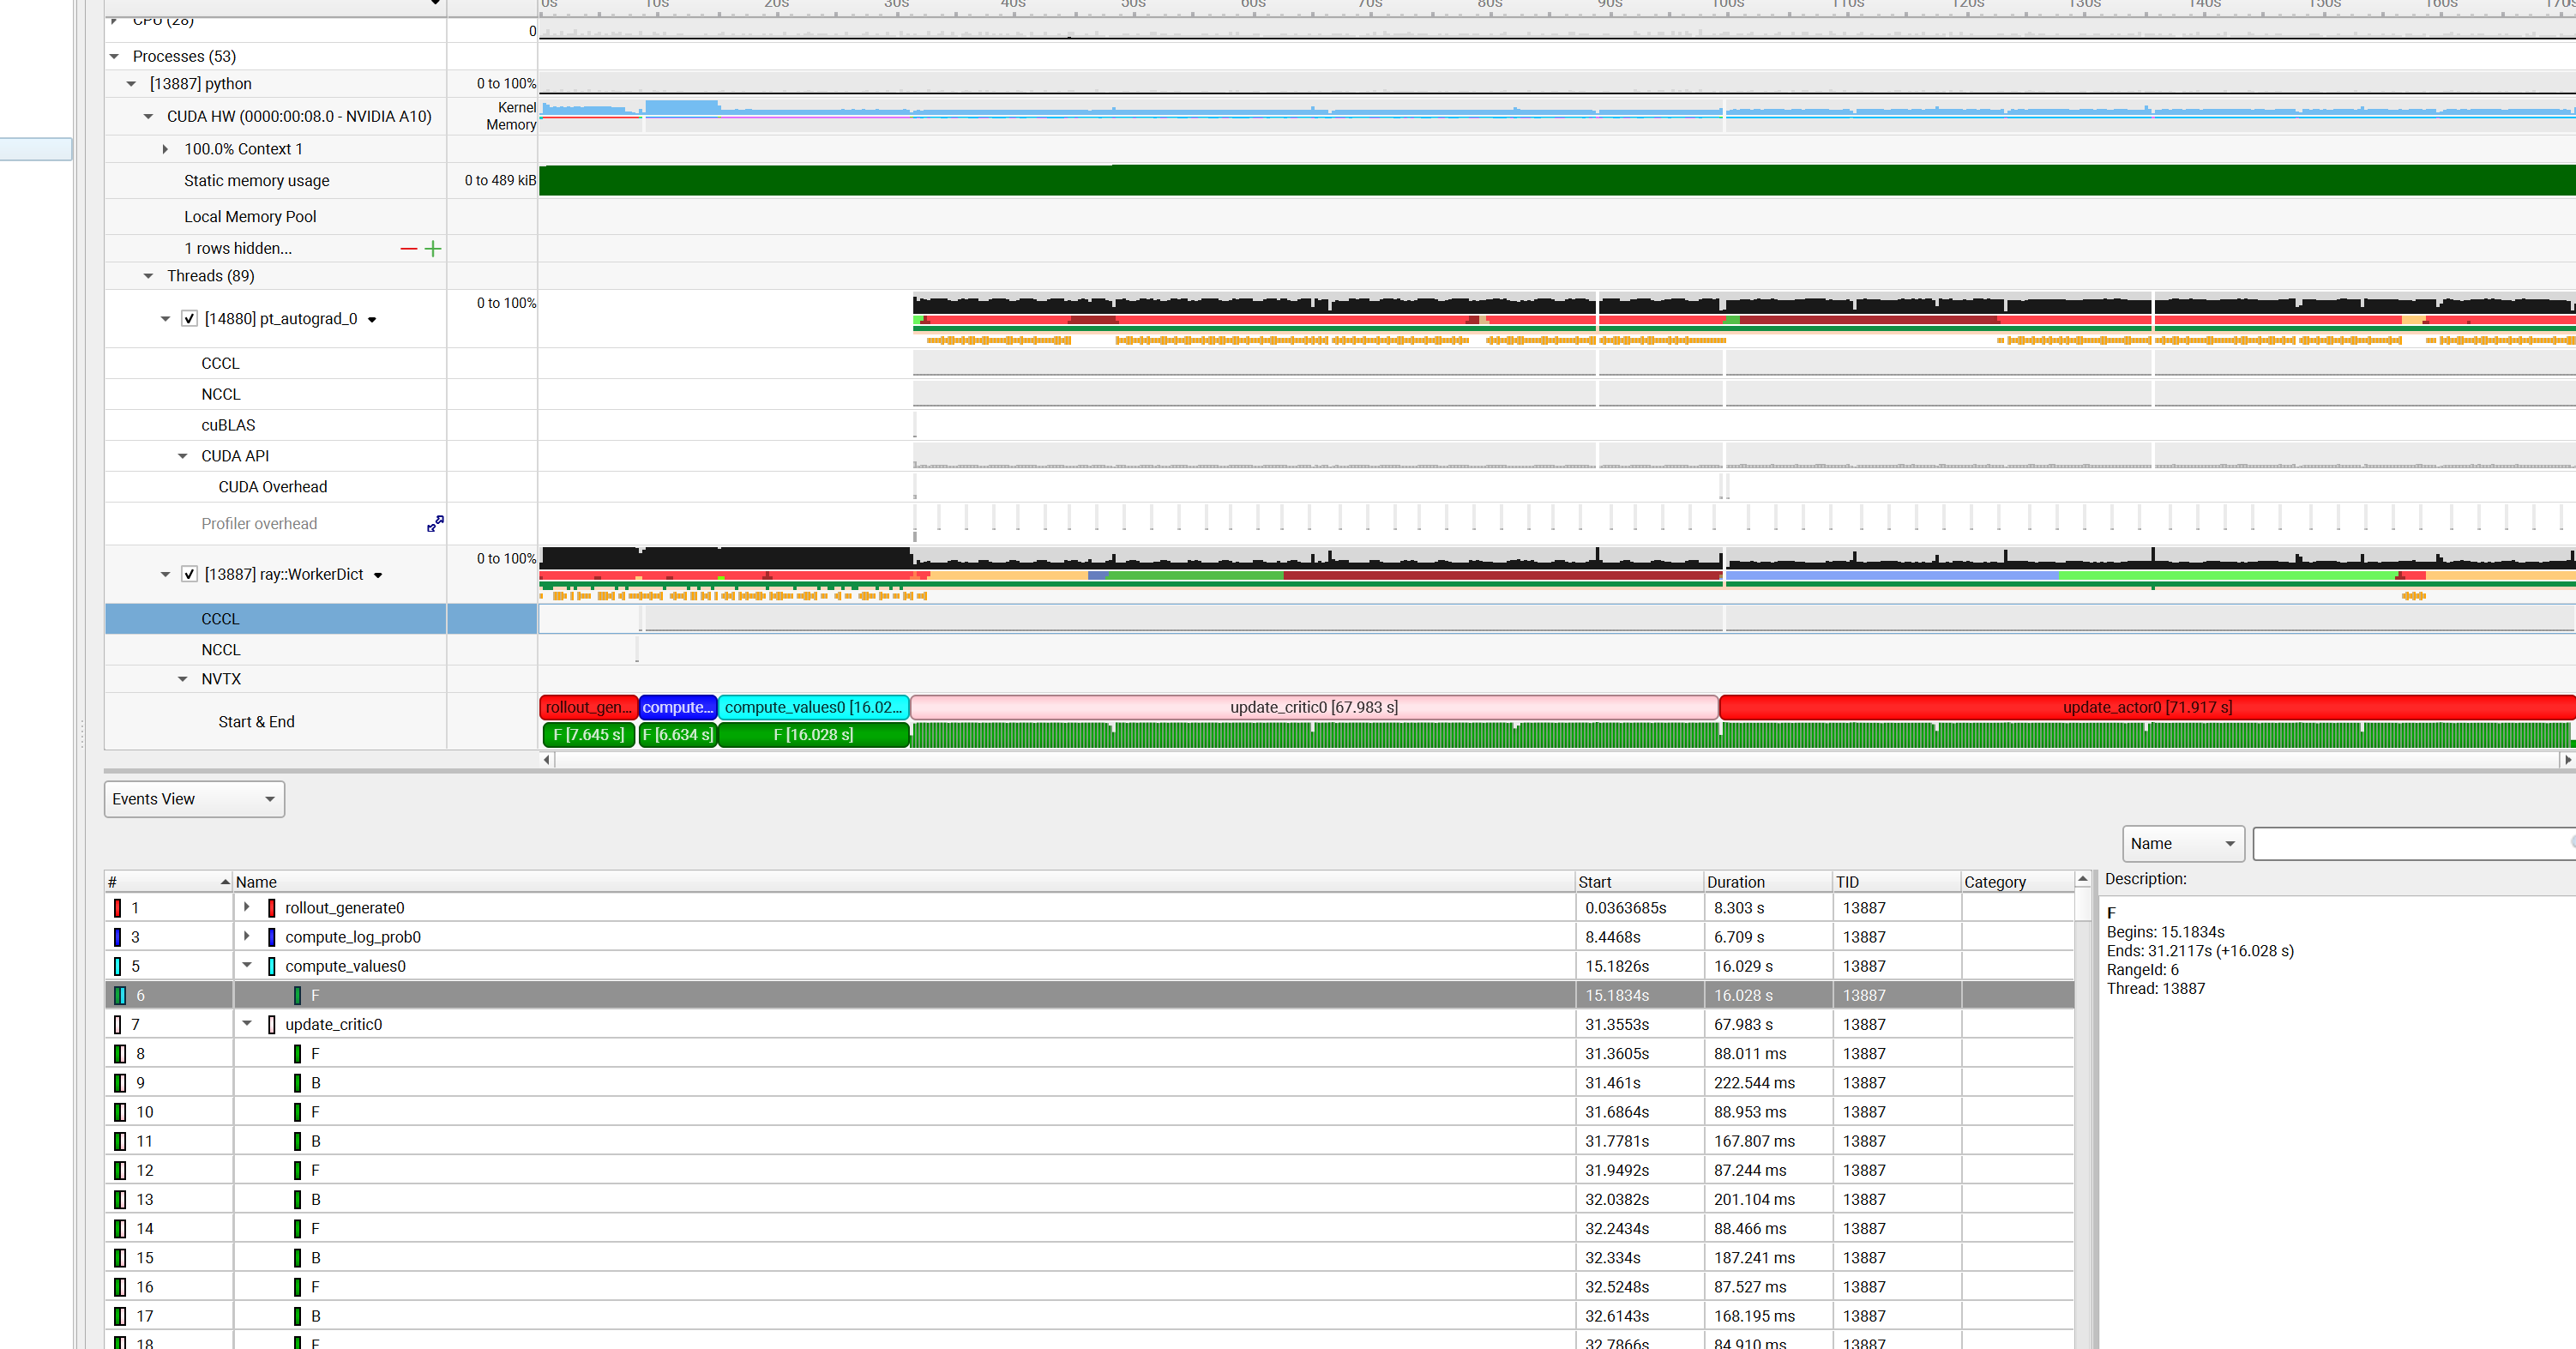 0s 10s 20s 30s 40s 50s 60s 70s 80s 90s 100s 110s 120s 130s 140s 150s 160s 170s
CPU (28)
0
Processes (53)
[13887] python
0 to 100%
CUDA HW (0000:00:08.0 - NVIDIA A10)
Kernel
Memory
100.0% Context 1
Static memory usage
0 to 489 kiB
Local Memory Pool
1 rows hidden...
Threads (89)
[14880] pt_autograd_0
0 to 100%
CCCL
NCCL
cuBLAS
CUDA API
CUDA Overhead
Profiler overhead
[13887] ray::WorkerDict
0 to 100%
CCCL
NCCL
NVTX
Start & End
rollout_gen... compute... compute_values0 [16.02... update_critic0 [67.983 s] update_actor0 [71.917 s]
F [7.645 s] F [6.634 s] F [16.028 s]
Events View
Name
# Name Start Duration TID Category
1 rollout_generate0 0.0363685s 8.303 s 13887
3 compute_log_prob0 8.4468s 6.709 s 13887
5 compute_values0 15.1826s 16.029 s 13887
6 F 15.1834s 16.028 s 13887
7 update_critic0 31.3553s 67.983 s 13887
8 F 31.3605s 88.011 ms 13887
9 B 31.461s 222.544 ms 13887
10 F 31.6864s 88.953 ms 13887
11 B 31.7781s 167.807 ms 13887
12 F 31.9492s 87.244 ms 13887
13 B 32.0382s 201.104 ms 13887
14 F 32.2434s 88.466 ms 13887
15 B 32.334s 187.241 ms 13887
16 F 32.5248s 87.527 ms 13887
17 B 32.6143s 168.195 ms 13887
18 F 32.7866s 84.910 ms 13887
Description:
F
Begins: 15.1834s
Ends: 31.2117s (+16.028 s)
RangeId: 6
Thread: 13887